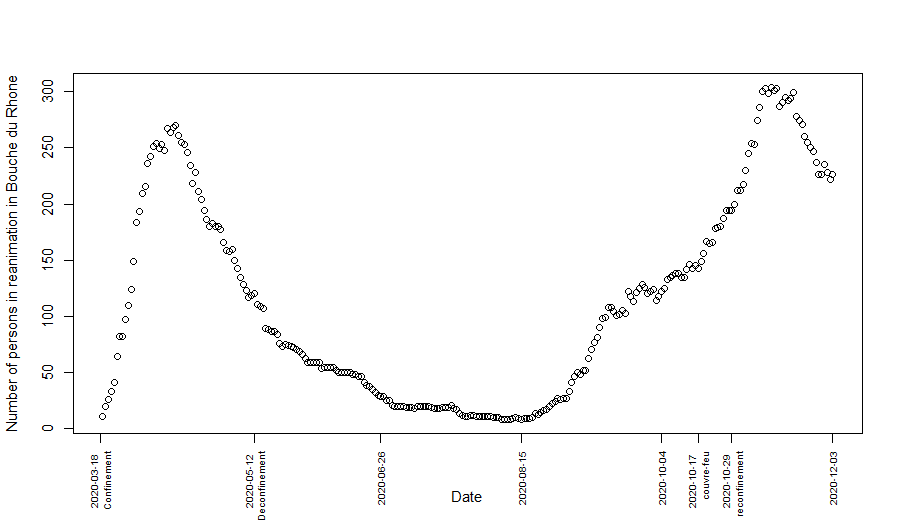 Number of persons in reanimation in Bouche du Rhone
300
250
200
150
100
50
0
2020-03-18
Confinement
2020-05-12
Deconfinement
2020-06-26
2020-08-15
2020-10-04
2020-10-17
couvre-feu
2020-10-29
reconfinement
2020-12-03
Date